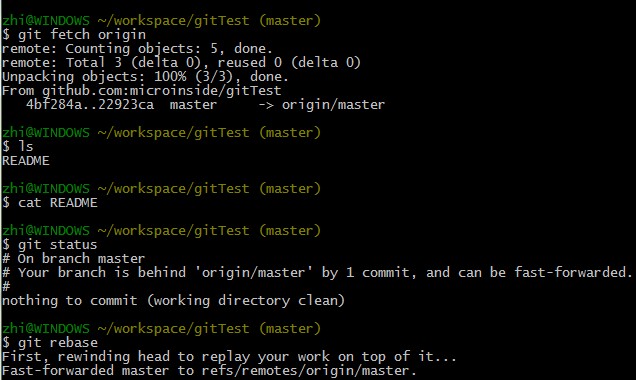 zhi@WINDOWS ~/workspace/gitTest (master)
$ git fetch origin
remote: Counting objects: 5, done.
remote: Total 3 (delta 0), reused 0 (delta 0)
Unpacking objects: 100% (3/3), done.
From github.com:microinside/gitTest
   4bf284a..22923ca  master     -> origin/master
zhi@WINDOWS ~/workspace/gitTest (master)
$ ls
README
zhi@WINDOWS ~/workspace/gitTest (master)
$ cat README
zhi@WINDOWS ~/workspace/gitTest (master)
$ git status
# On branch master
# Your branch is behind 'origin/master' by 1 commit, and can be fast-forwarded.
#
nothing to commit (working directory clean)
zhi@WINDOWS ~/workspace/gitTest (master)
$ git rebase
First, rewinding head to replay your work on top of it...
Fast-forwarded master to refs/remotes/origin/master.